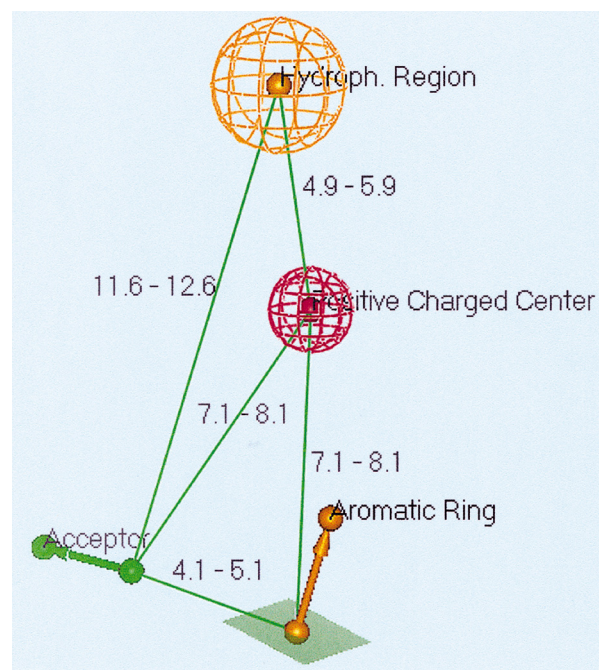 Hydroph. Region
4.9 - 5.9
11.6 - 12.6
Positive Charged Center
7.1 - 8.1
7.1 - 8.1
Aromatic Ring
Acceptor
4.1 - 5.1